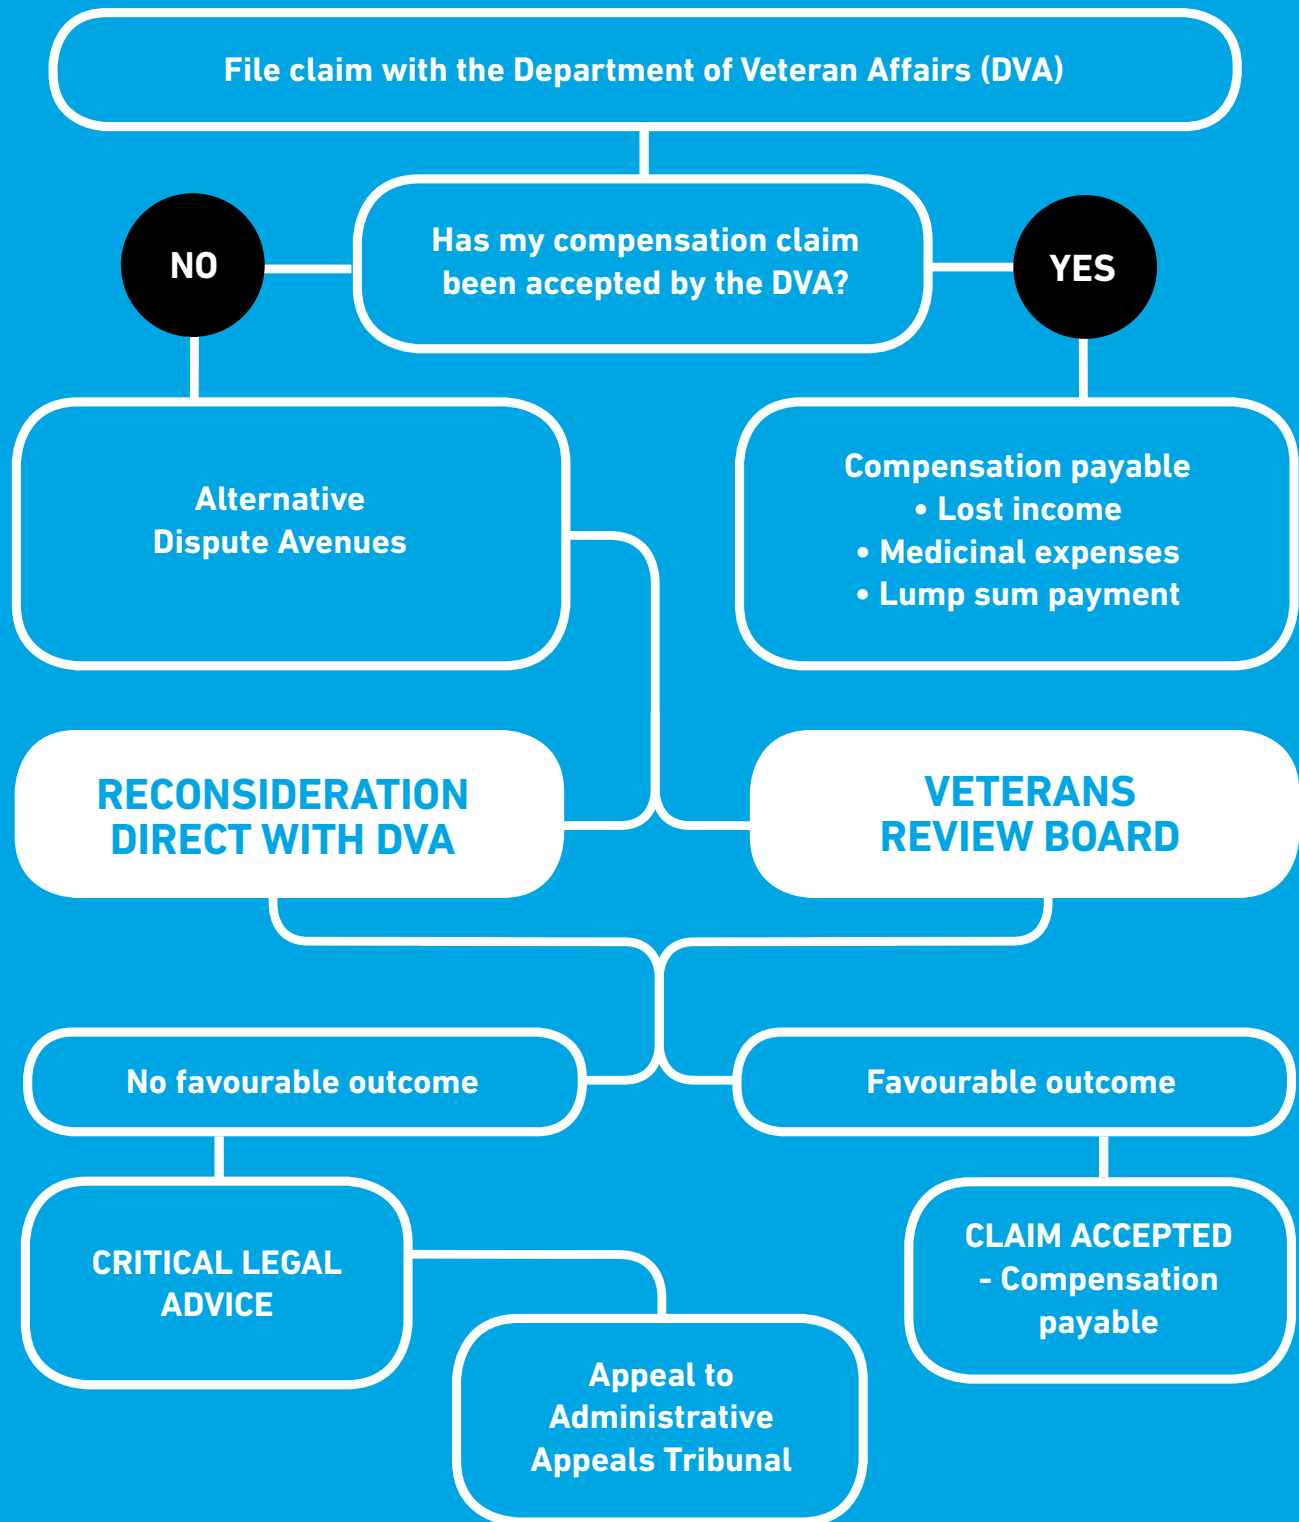 File claim with the Department of Veteran Affairs (DVA)
NO
Has my compensation claim
been accepted by the DVA?
YES
Alternative
Dispute Avenues
Compensation payable
• Lost income
• Medicinal expenses
• Lump sum payment
RECONSIDERATION
DIRECT WITH DVA
VETERANS
REVIEW BOARD
No favourable outcome
Favourable outcome
CRITICAL LEGAL
ADVICE
CLAIM ACCEPTED
- Compensation
payable
Appeal to
Administrative
Appeals Tribunal